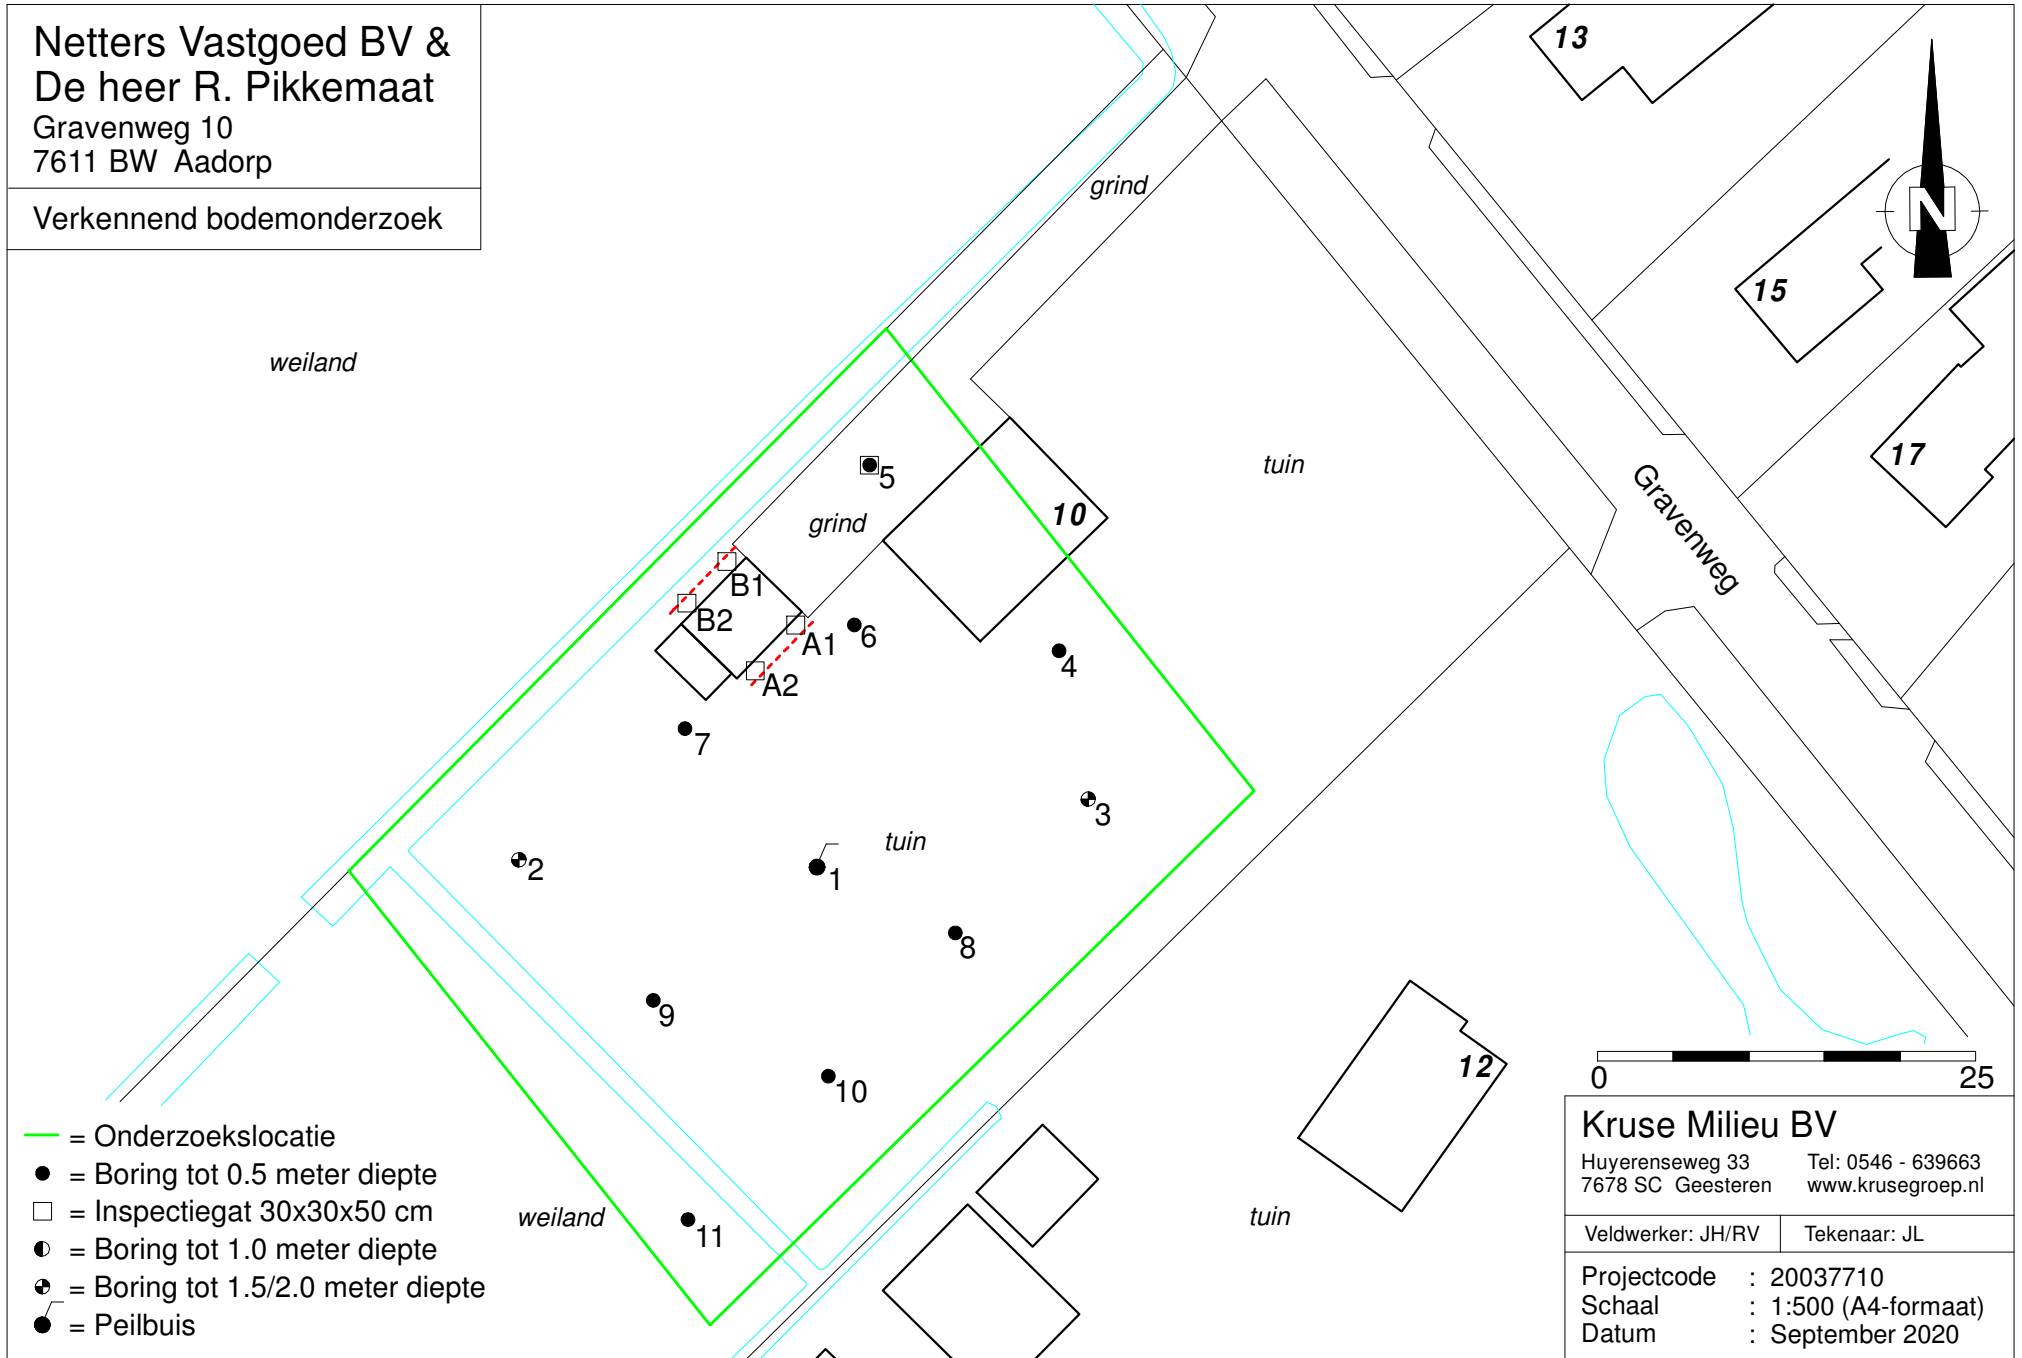 Netters Vastgoed BV &
De heer R. Pikkemaat
Gravenweg 10
7611 BW Aadorp
Verkennend bodemonderzoek
13
grind
N
15
weiland
17
tuin
5
10
grind
Gravenweg
B1
B2
A1
6
4
A2
7
3
tuin
2
1
8
9
12
10
0
25
11
weiland
tuin
= Onderzoekslocatie
= Boring tot 0.5 meter diepte
= Inspectiegat 30x30x50 cm
= Boring tot 1.0 meter diepte
= Boring tot 1.5/2.0 meter diepte
= Peilbuis
Kruse Milieu BV
Huyerenseweg 33 Tel: 0546 - 639663
7678 SC Geesteren www.krusegroep.nl
Veldwerker: JH/RV Tekenaar: JL
Projectcode : 20037710
Schaal : 1:500 (A4-formaat)
Datum : September 2020